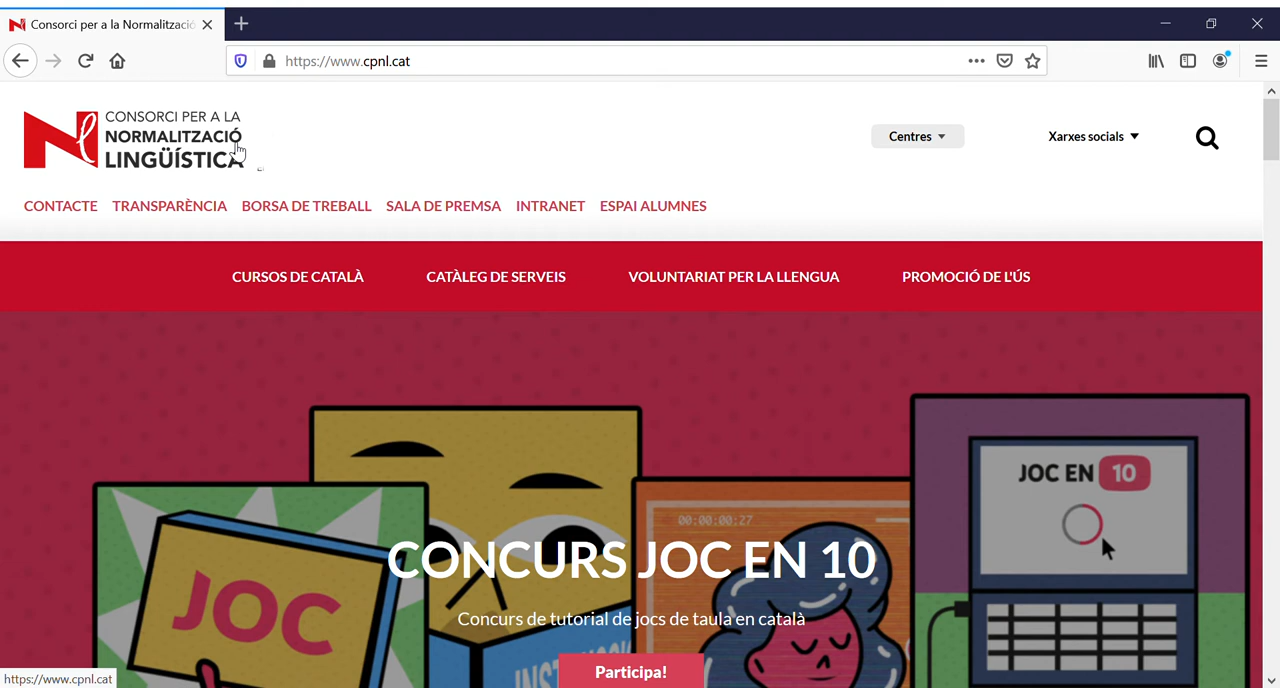 Consorci per a la Normalització
https://www.cpnl.cat
CONSORCI PER A LA
NORMALITZACIÓ
LINGÜÍSTICA
Centres
Xarxes socials
CONTACTE TRANSPARÈNCIA BORSA DE TREBALL SALA DE PREMSA INTRANET ESPAI ALUMNES
CURSOS DE CATALÀ CATÀLEG DE SERVEIS VOLUNTARIAT PER LA LLENGUA PROMOCIÓ DE L'ÚS
JOC EN 10
00:00:00:27
CONCURS JOC EN 10
JOC
Concurs de tutorial de jocs de taula en català
Participa!
https://www.cpnl.cat